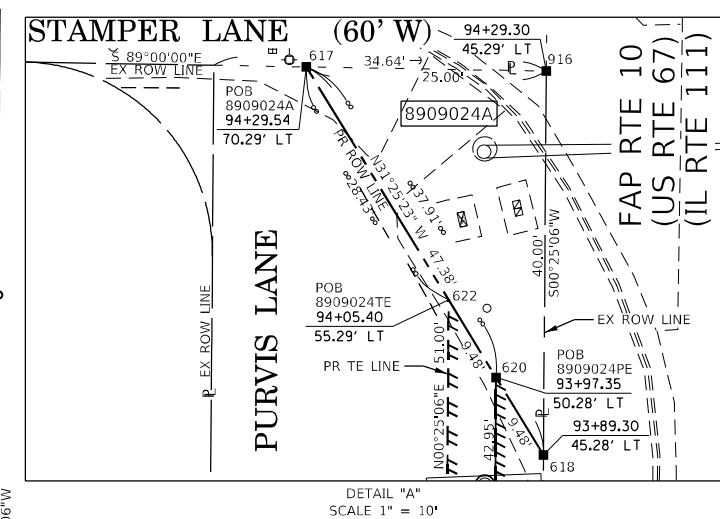 STAMPER LANE (60' W)
S 89°00'00"E
EX ROW LINE
617
34.64'
25.00'
94+29.30
45.29' LT
916
POB
8909024A
94+29.54
70.29' LT
8909024A
FAP RTE 10
(US RTE 67)
(IL RTE 111)
PR ROW LINE
N31°25'23" W
47.38'
28.43'
37.91'
40.00'
S00°25'06"W
PURVIS LANE
EX ROW LINE
POB
8909024TE
94+05.40
55.29' LT
622
EX ROW LINE
PR TE LINE
51.00'
N00°25'06"E
9.48'
620
POB
8909024PE
93+97.35
50.28' LT
42.95'
9.48'
93+89.30
45.28' LT
618
06"W
DETAIL "A"
SCALE 1" = 10'